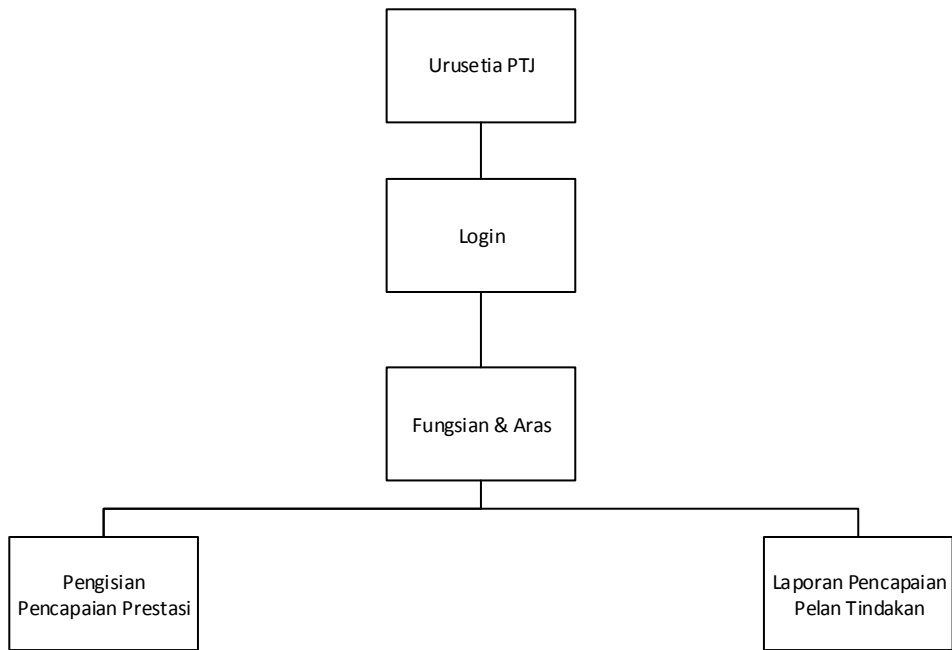 Urusetia PTJ
Login
Fungsian & Aras
Pengisian
Pencapaian Prestasi
Laporan Pencapaian
Pelan Tindakan